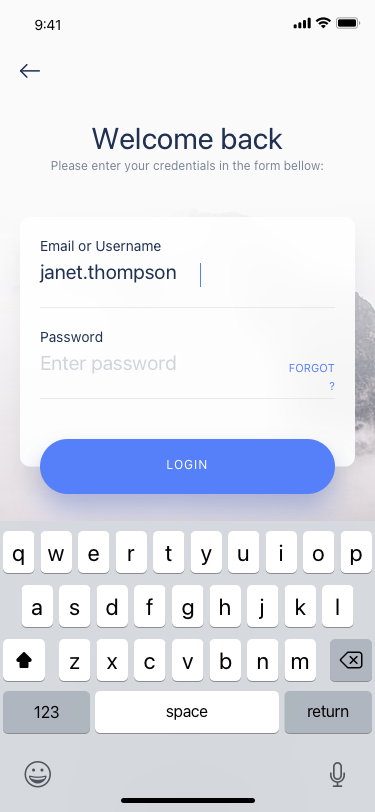 9:41
Welcome back
Please enter your credentials in the form bellow:
Email or Username
janet.thompson
Password
Enter password
FORGOT
?
LOGIN
q w e r t y u i o p
a s d f g h j k l
z x c v b n m
123 space return